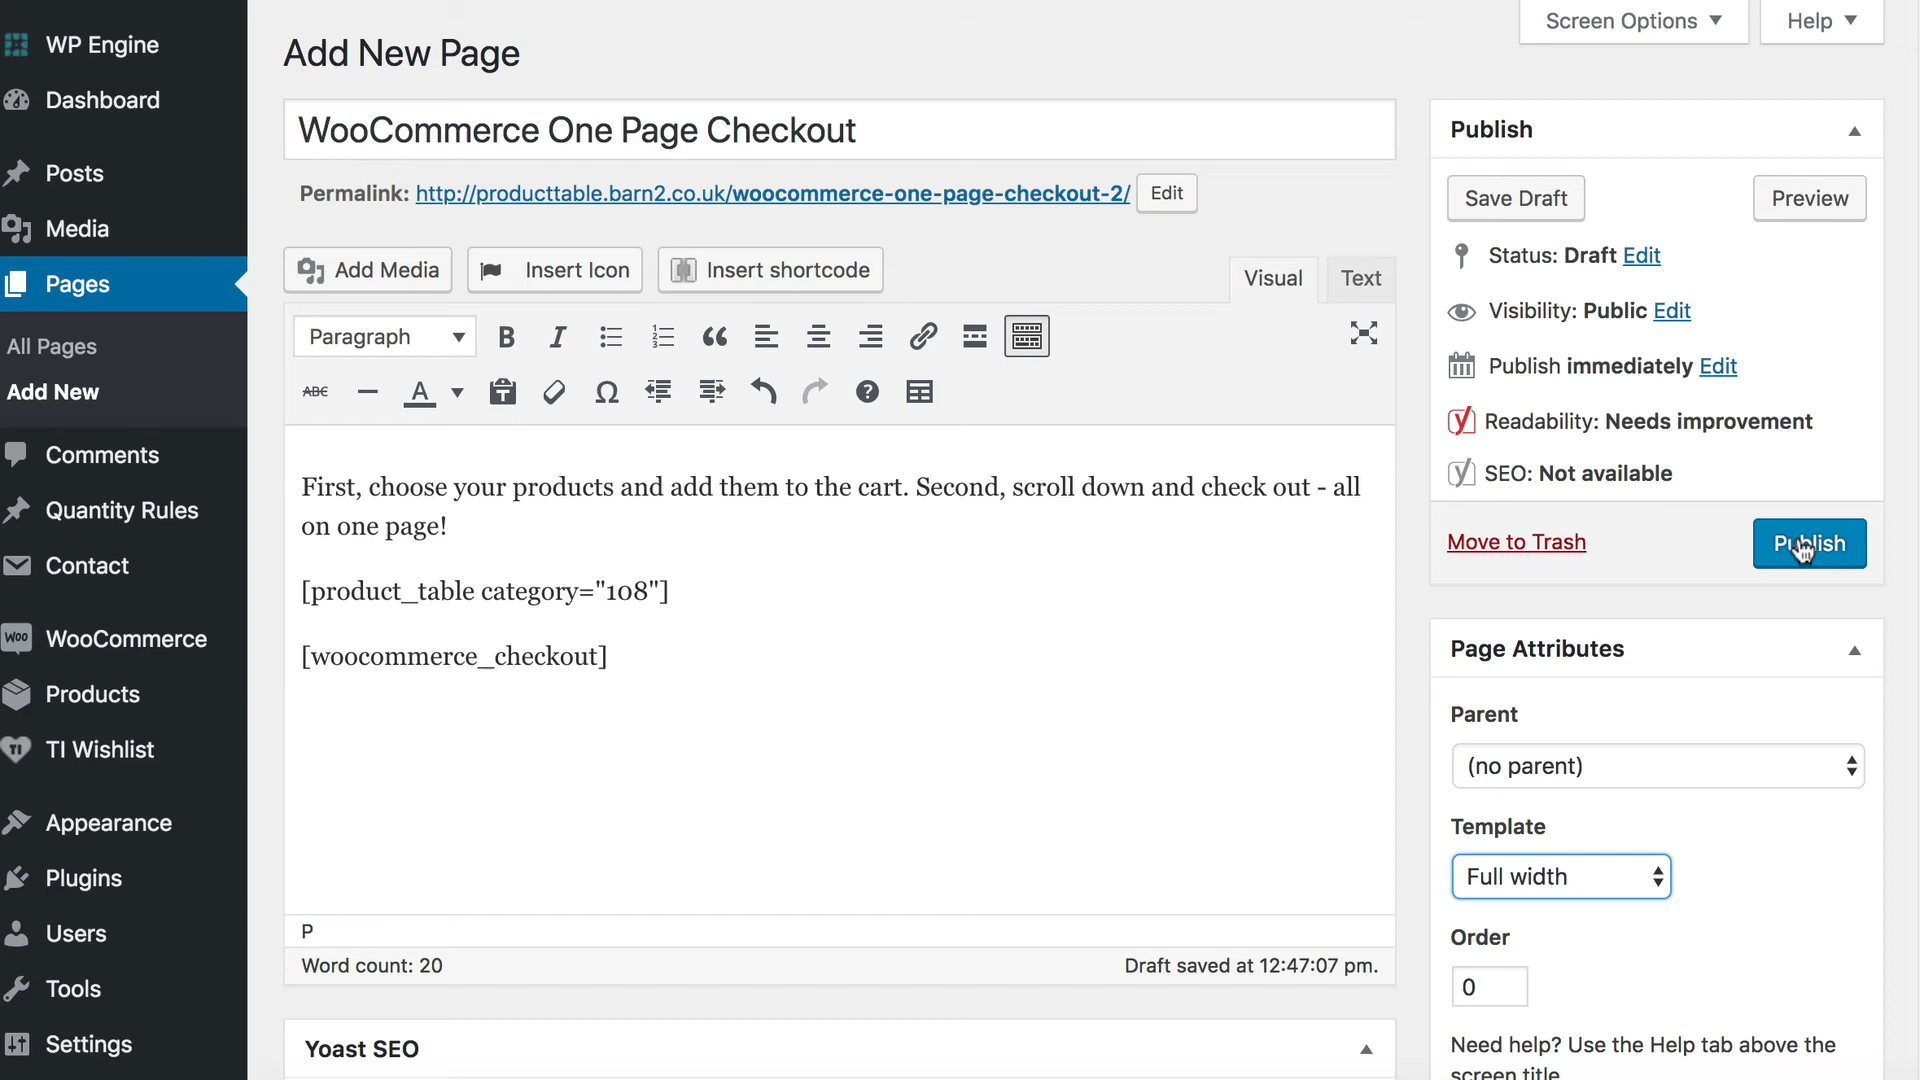 WP Engine
Dashboard
Posts
Media
Pages
All Pages
Add New
Comments
Quantity Rules
Contact
WOO WooCommerce
Products
TI TI Wishlist
Appearance
Plugins
Users
Tools
Settings
Screen Options
Help
Add New Page
WooCommerce One Page Checkout
Permalink: http://producttable.barn2.co.uk/woocommerce-one-page-checkout-2/ Edit
Add Media
Insert Icon
Insert shortcode
Visual
Text
Paragraph
B I
ABC A Ω
First, choose your products and add them to the cart. Second, scroll down and check out - all
on one page!
[product_table category="108"]
[woocommerce_checkout]
P
Word count: 20
Draft saved at 12:47:07 pm.
Yoast SEO
Publish
Save Draft
Preview
Status: Draft Edit
Visibility: Public Edit
Publish immediately Edit
Readability: Needs improvement
SEO: Not available
Move to Trash
Publish
Page Attributes
Parent
(no parent)
Template
Full width
Order
0
Need help? Use the Help tab above the
screen title